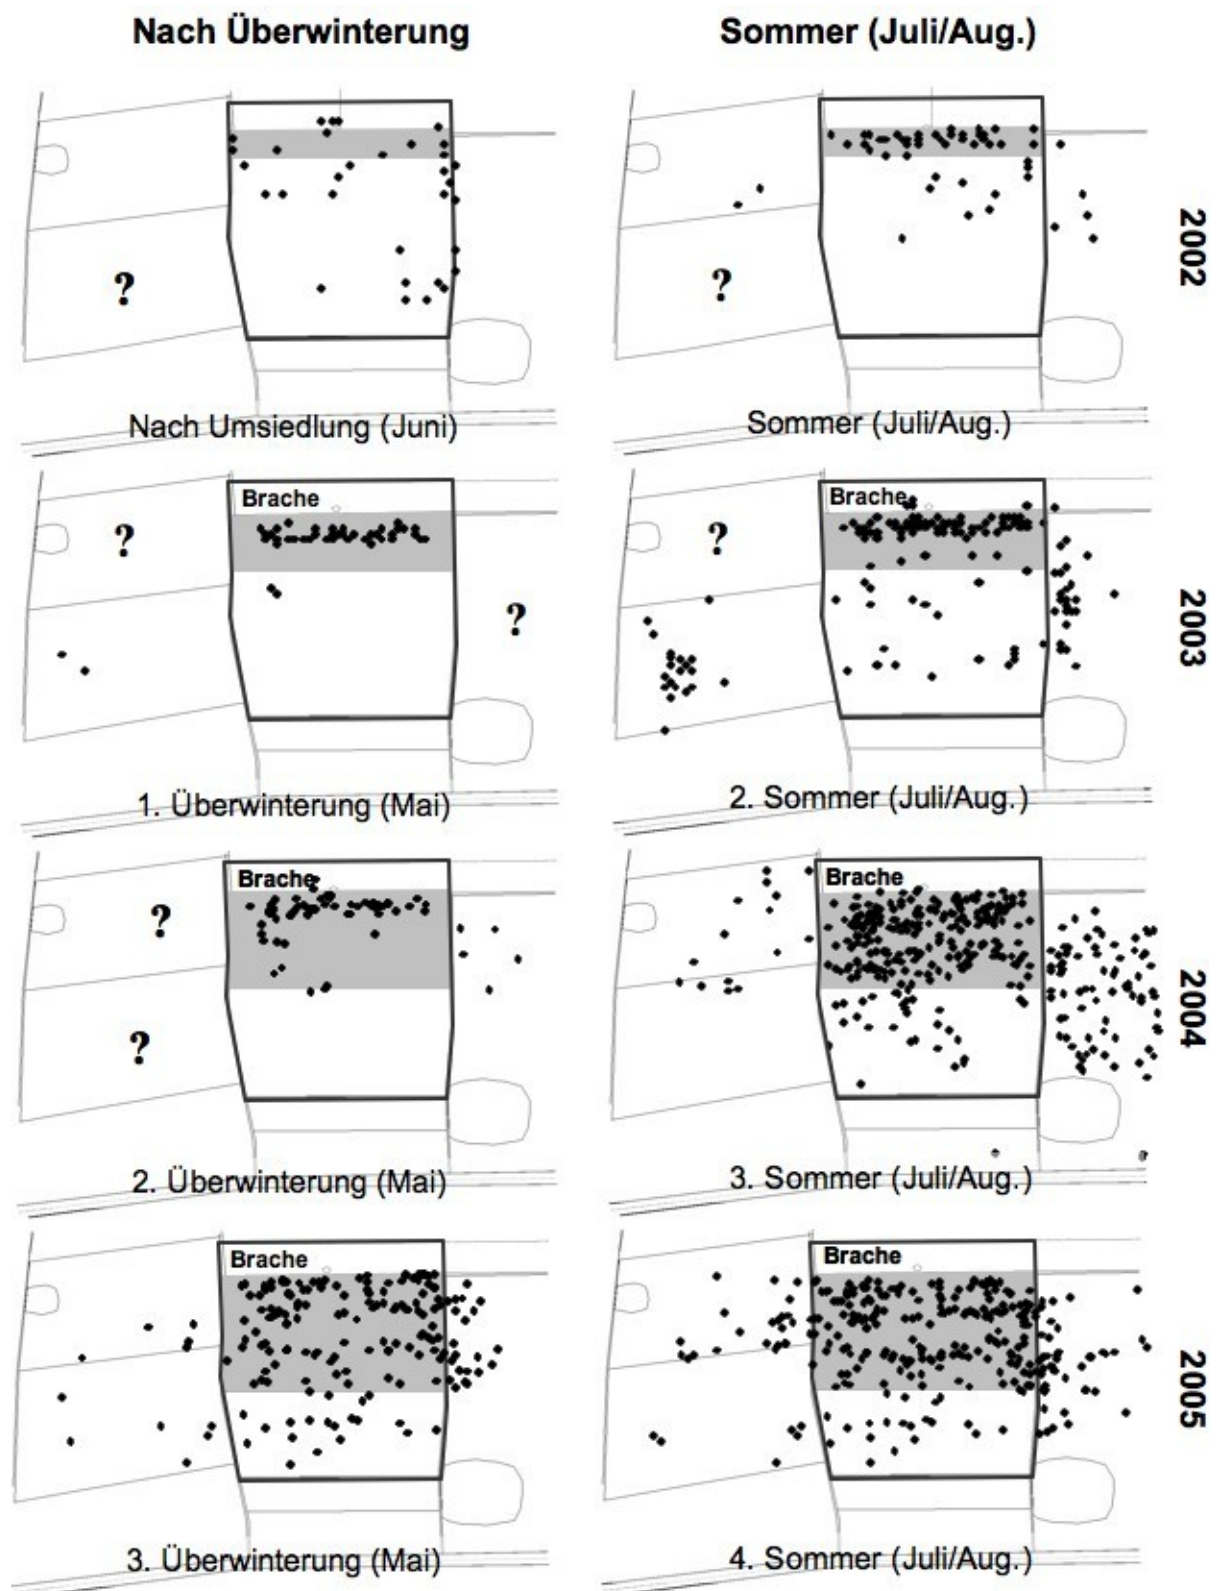 Nach Überwinterung
Sommer (Juli/Aug.)
?
?
2002
Nach Umsiedlung (Juni)
Sommer (Juli/Aug.)
Brache
?
?
Brache
?
2003
1. Überwinterung (Mai)
2. Sommer (Juli/Aug.)
Brache
?
?
Brache
2004
2. Überwinterung (Mai)
3. Sommer (Juli/Aug.)
Brache
Brache
2005
3. Überwinterung (Mai)
4. Sommer (Juli/Aug.)